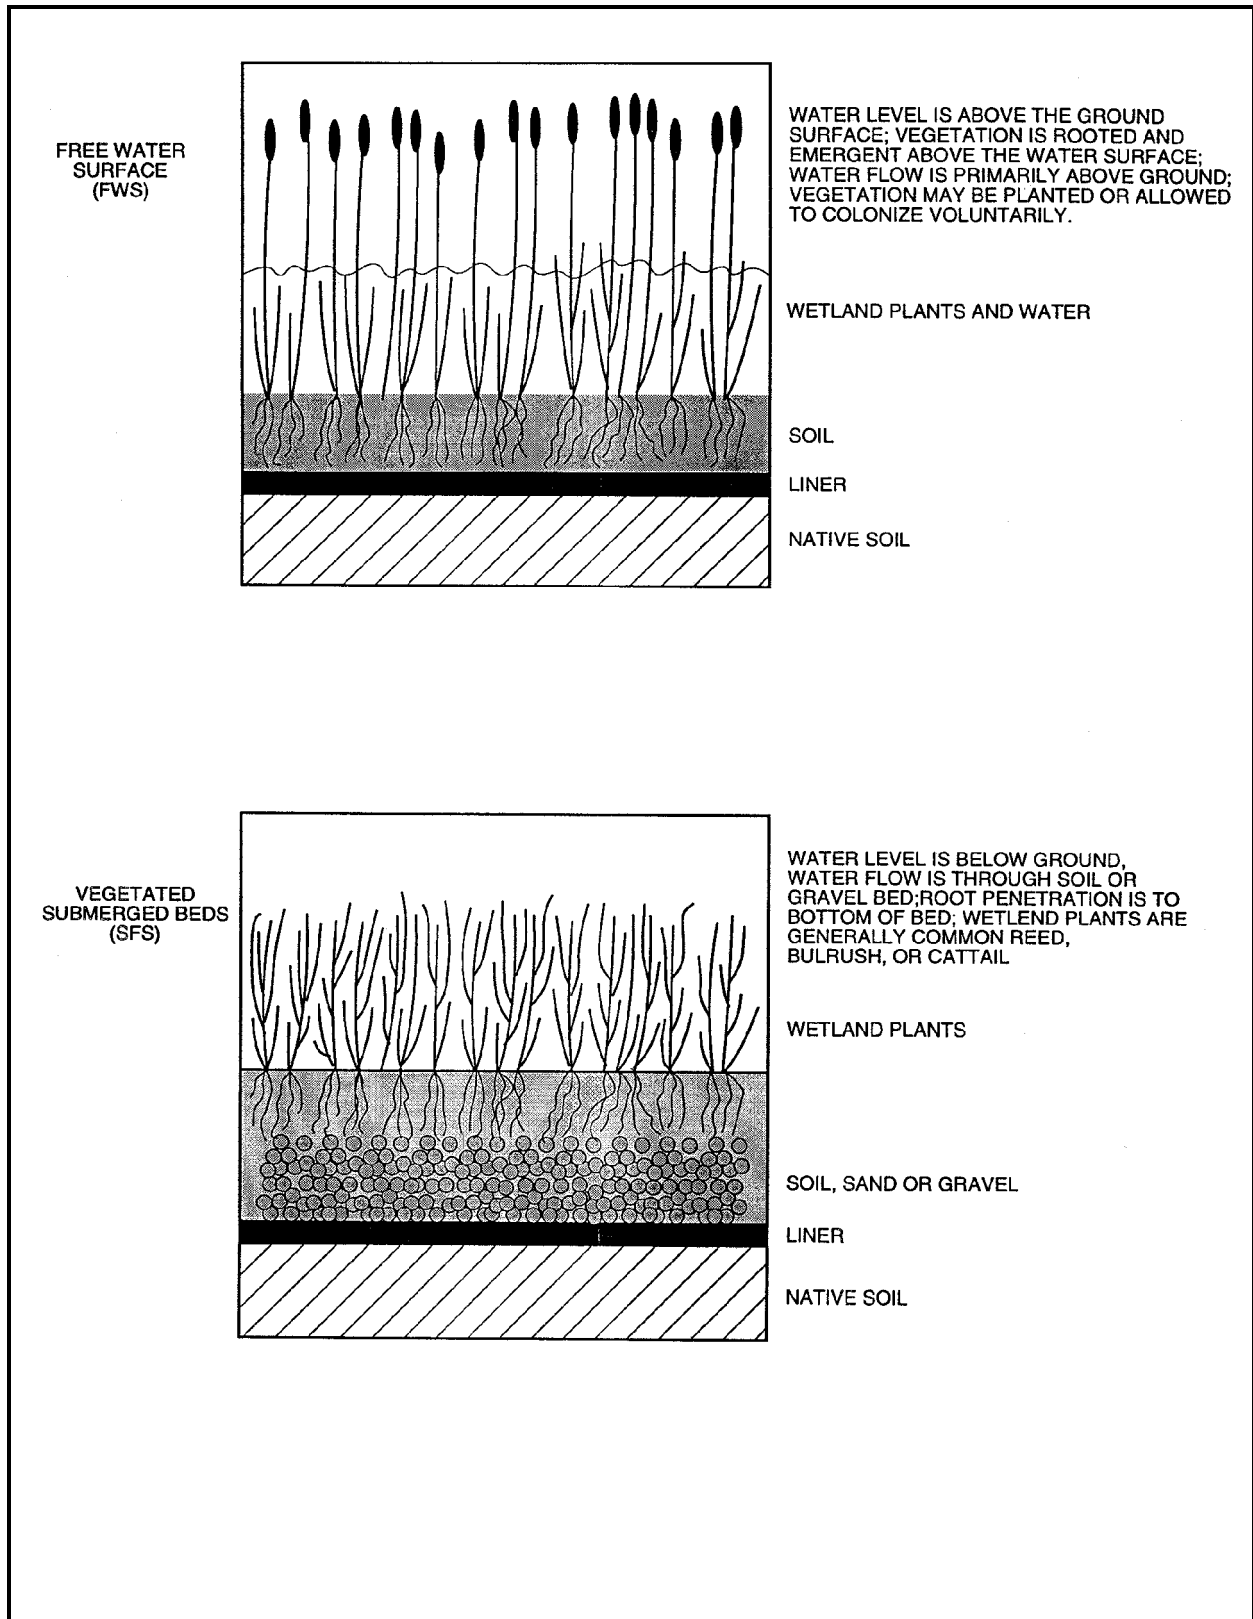 FREE WATER
SURFACE
(FWS)
WATER LEVEL IS ABOVE THE GROUND
SURFACE; VEGETATION IS ROOTED AND
EMERGENT ABOVE THE WATER SURFACE;
WATER FLOW IS PRIMARILY ABOVE GROUND;
VEGETATION MAY BE PLANTED OR ALLOWED
TO COLONIZE VOLUNTARILY.
WETLAND PLANTS AND WATER
SOIL
LINER
NATIVE SOIL
VEGETATED
SUBMERGED BEDS
(SFS)
WATER LEVEL IS BELOW GROUND,
WATER FLOW IS THROUGH SOIL OR
GRAVEL BED;ROOT PENETRATION IS TO
BOTTOM OF BED; WETLEND PLANTS ARE
GENERALLY COMMON REED,
BULRUSH, OR CATTAIL
WETLAND PLANTS
SOIL, SAND OR GRAVEL
LINER
NATIVE SOIL